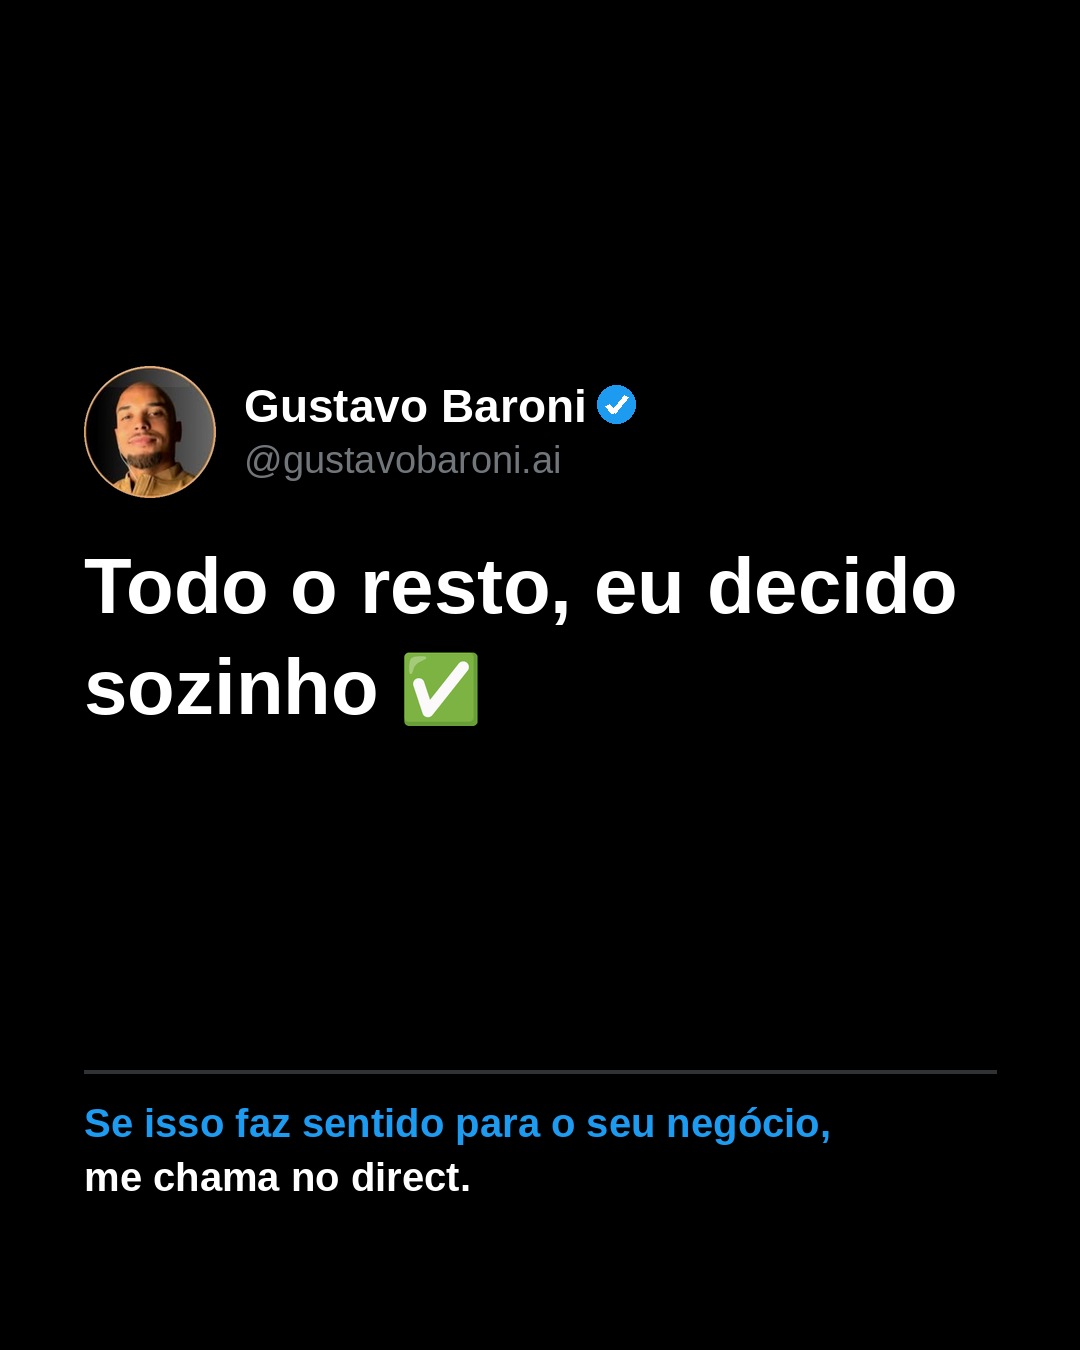 Gustavo Baroni
@gustavobaroni.ai
Todo o resto, eu decido
sozinho ✅
Se isso faz sentido para o seu negócio,
me chama no direct.